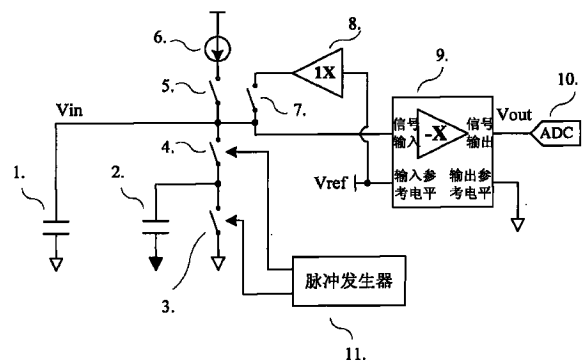 8.
6.
1X
9.
5.
7.
10.
Vin
信号
输入
-X
信号
输出
Vout
ADC
4.
1.
2.
Vref
输入参
考电平
输出参
考电平
3.
脉冲发生器
11.